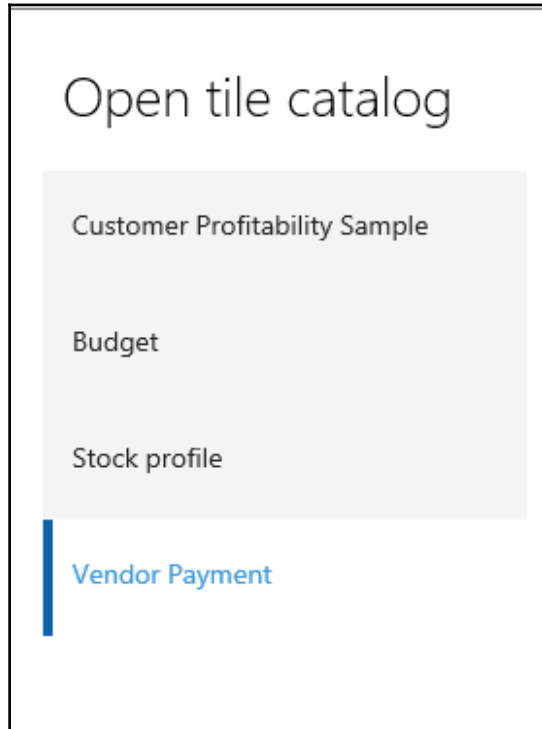 Open tile catalog
Customer Profitability Sample
Budget
Stock profile
Vendor Payment